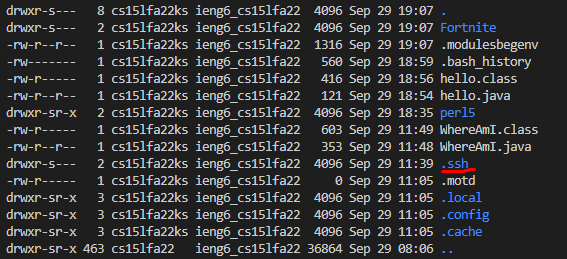 drwxr-s--- 8 cs15lfa22ks ieng6_cs15lfa22 4096 Sep 29 19:07 .
drwxr-s--- 2 cs15lfa22ks ieng6_cs15lfa22 4096 Sep 29 19:07 Fortnite
-rw-r--r-- 1 cs15lfa22ks ieng6_cs15lfa22 1316 Sep 29 19:07 .modulesbegenv
-rw------- 1 cs15lfa22ks ieng6_cs15lfa22 560 Sep 29 18:59 .bash_history
-rw-r----- 1 cs15lfa22ks ieng6_cs15lfa22 416 Sep 29 18:56 hello.class
-rw-r--r-- 1 cs15lfa22ks ieng6_cs15lfa22 121 Sep 29 18:54 hello.java
drwxr-sr-x 2 cs15lfa22ks ieng6_cs15lfa22 4096 Sep 29 18:35 perl5
-rw-r----- 1 cs15lfa22ks ieng6_cs15lfa22 603 Sep 29 11:49 WhereAmI.class
-rw-r--r-- 1 cs15lfa22ks ieng6_cs15lfa22 353 Sep 29 11:48 WhereAmI.java
drwxr-s--- 2 cs15lfa22ks ieng6_cs15lfa22 4096 Sep 29 11:39 .ssh
-rw-r----- 1 cs15lfa22ks ieng6_cs15lfa22 0 Sep 29 11:05 .motd
drwxr-sr-x 3 cs15lfa22ks ieng6_cs15lfa22 4096 Sep 29 11:05 .local
drwxr-sr-x 3 cs15lfa22ks ieng6_cs15lfa22 4096 Sep 29 11:05 .config
drwxr-sr-x 3 cs15lfa22ks ieng6_cs15lfa22 4096 Sep 29 11:05 .cache
drwxr-sr-x 463 cs15lfa22 ieng6_cs15lfa22 36864 Sep 29 08:06 ..